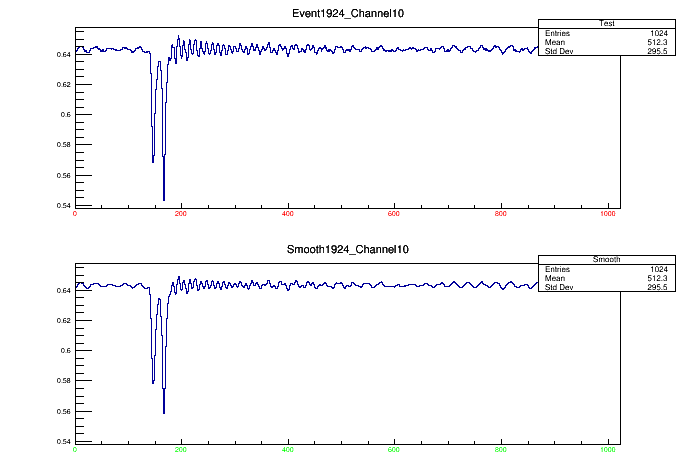 Event1924_Channel10
Test
Entries 1024
Mean 512.3
Std Dev 295.5
0.64
0.62
0.6
0.58
0.56
0.54
0 200 400 600 800 1000
Smooth1924_Channel10
Smooth
Entries 1024
Mean 512.3
Std Dev 295.5
0.64
0.62
0.6
0.58
0.56
0.54
0 200 400 600 800 1000